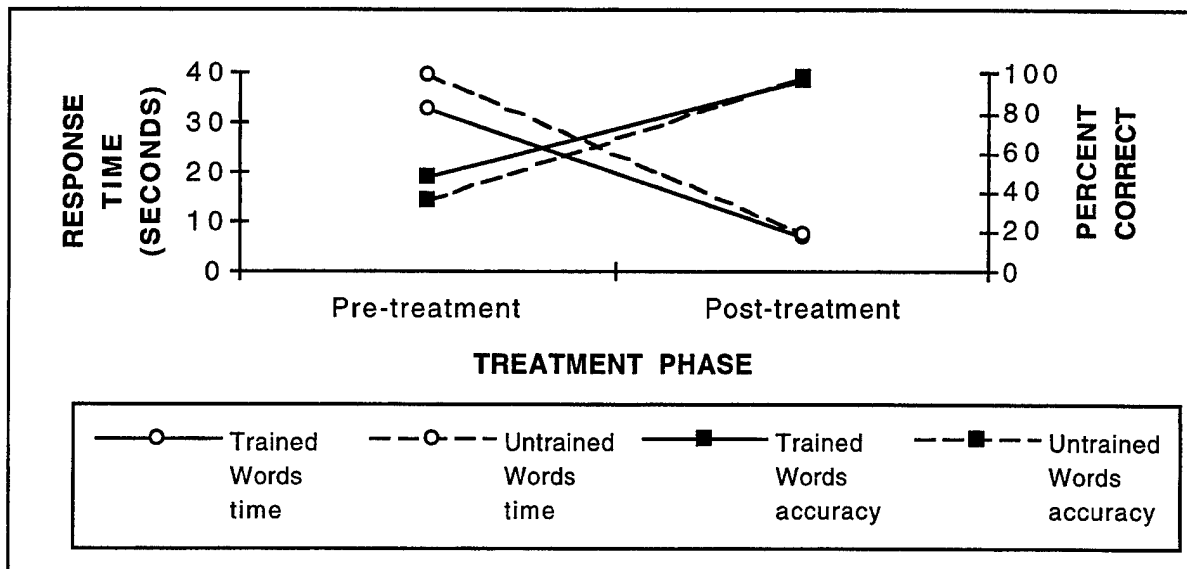 RESPONSE
TIME
(SECONDS)
40
30
20
10
0
100
80
60
40
20
0
PERCENT
CORRECT
Pre-treatment Post-treatment
TREATMENT PHASE
Trained Words time
Untrained Words time
Trained Words accuracy
Untrained Words accuracy